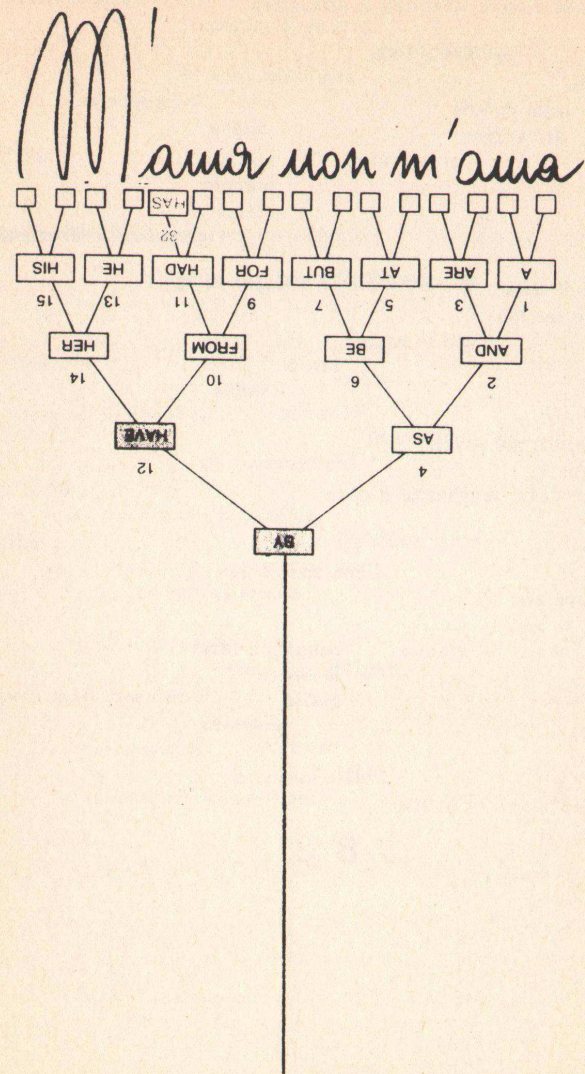 M'ama non m'ama
HAS
32
HIS HE HAD FOR BUT AT ARE A
15 13 11 9 7 5 3 1
HER FROM BE AND
14 10 6 2
HAVE AS
12 4
BY